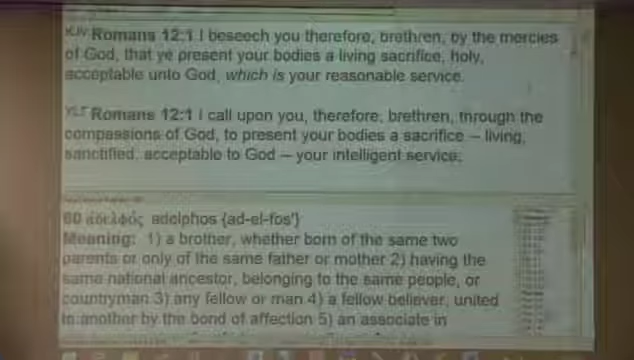 KJV Romans 12:1 I beseech you therefore, brethren, by the mercies
of God, that ye present your bodies a living sacrifice, holy,
acceptable unto God, which is your reasonable service.
YLT Romans 12:1 I call upon you, therefore, brethren, through the
compassions of God, to present your bodies a sacrifice -- living,
sanctified, acceptable to God -- your intelligent service;
80 ἀδελφός adelphos {ad-el-fos'}
Meaning: 1) a brother, whether born of the same two
parents or only of the same father or mother 2) having the
same national ancestor, belonging to the same people, or
countryman 3) any fellow or man 4) a fellow believer, united
to another by the bond of affection 5) an associate in